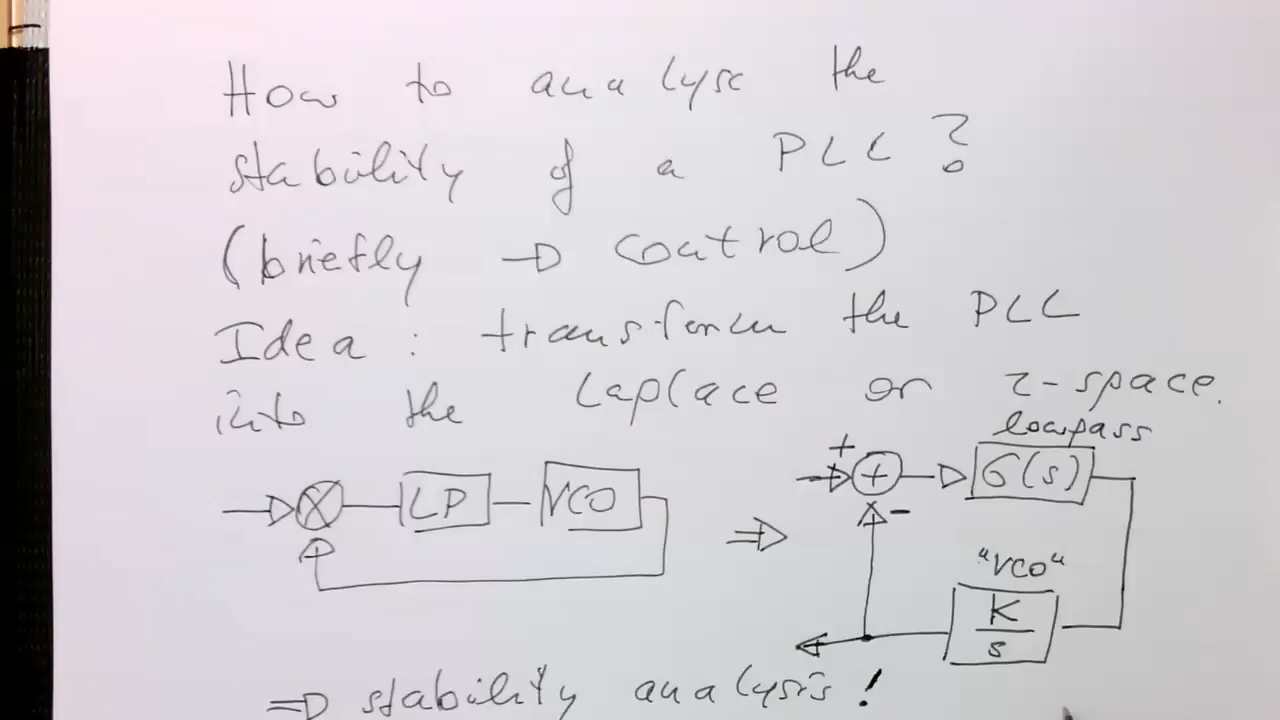 How to analyse the
stability of a PLL ?
(briefly → control)
Idea : transform the PLL
into the Laplace or z-space.
lowpass
+
X LP VCO
+ G(s)
-
⇒
"VCO"
K
s
⇒ stability analysis !